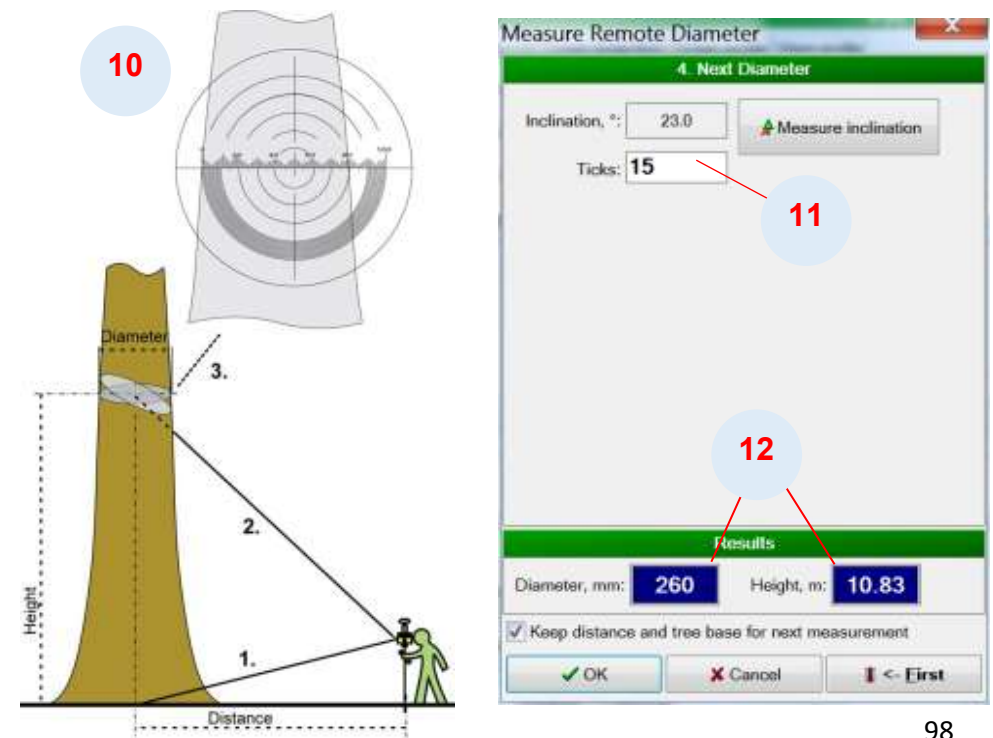 10
Diameter
3.
2.
Height
1.
Distance
Measure Remote Diameter
4. Next Diameter
Inclination, °: 23.0 Measure inclination
Ticks: 15
11
12
Results
Diameter, mm: 260 Height, m: 10.83
Keep distance and tree base for next measurement
OK Cancel <- First
98